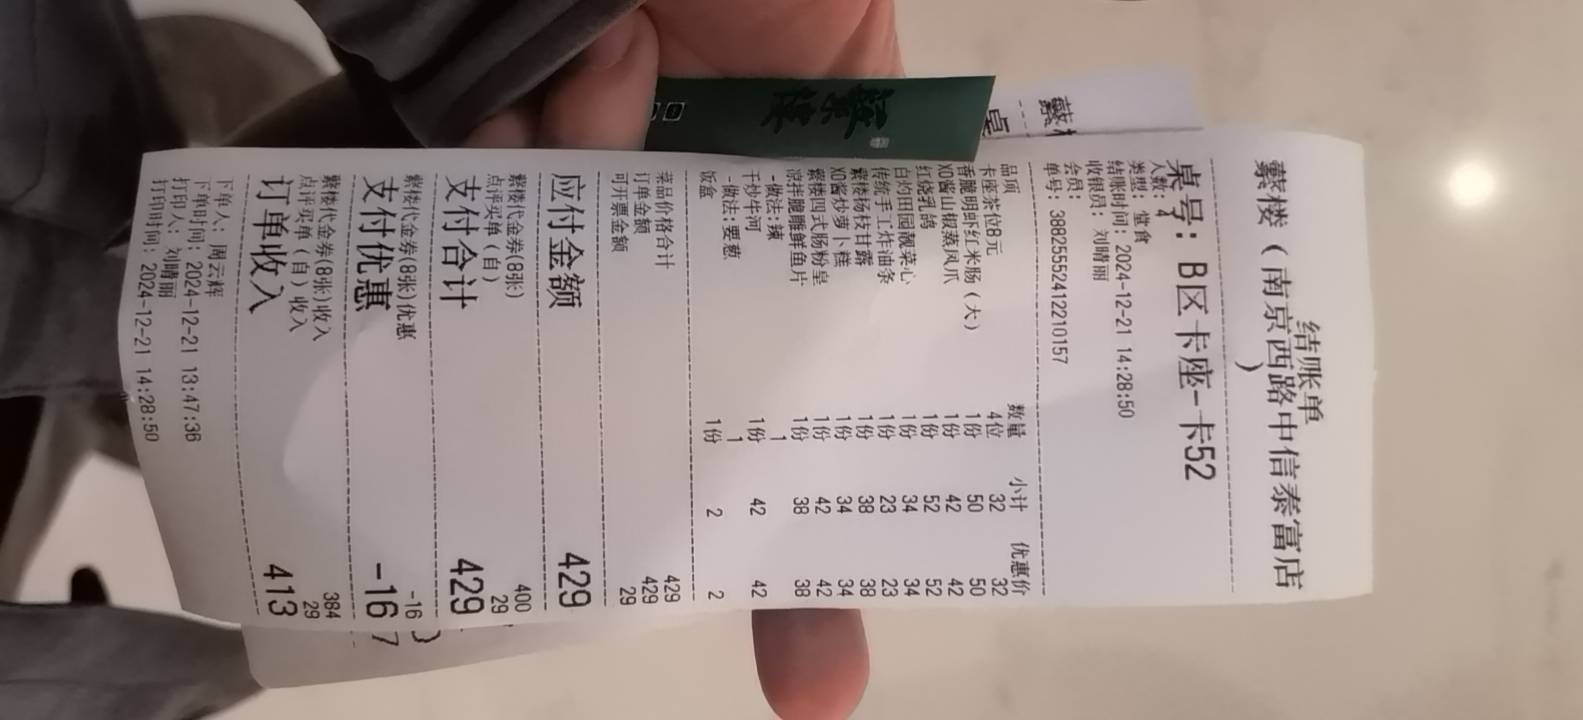 结账单
蘩楼（南京西路中信泰富店
）
桌号：B区卡座-卡52
人数：4
类型：堂食
结账时间：2024-12-21 14:28:50
收银员：刘晴丽
会员：
单号：38825552412210157
品项 数量 小计 优惠价
卡座茶位8元 4位 32 32
香脆明虾红米肠（大） 1份 50 50
XO酱山椒蒸凤爪 1份 42 42
红烧乳鸽 1份 52 52
白灼田园靓菜心 1份 34 34
传统手工炸油条 1份 23 23
蘩楼杨枝甘露 1份 38 38
XO酱炒萝卜糕 1份 34 34
蘩楼四式肠粉皇 1份 42 42
凉拌脆雕鲜鱼片 1份 38 38
-做法：辣 1
干炒牛河 1份 42 42
-做法：要葱 1
饭盒 1份 2 2
菜品价格合计 429
订单金额 429
可开票金额 29
应付金额 429
蘩楼代金券(8张) 400
点评买单（自） 29
支付合计 429
蘩楼代金券(8张)优惠 -16
支付优惠 -16
蘩楼代金券(8张)收入 384
点评买单（自）收入 29
订单收入 413
下单人：周云辉
下单时间：2024-12-21 13:47:36
打印人：刘晴丽
打印时间：2024-12-21 14:28:50
蘩楼
桌
7